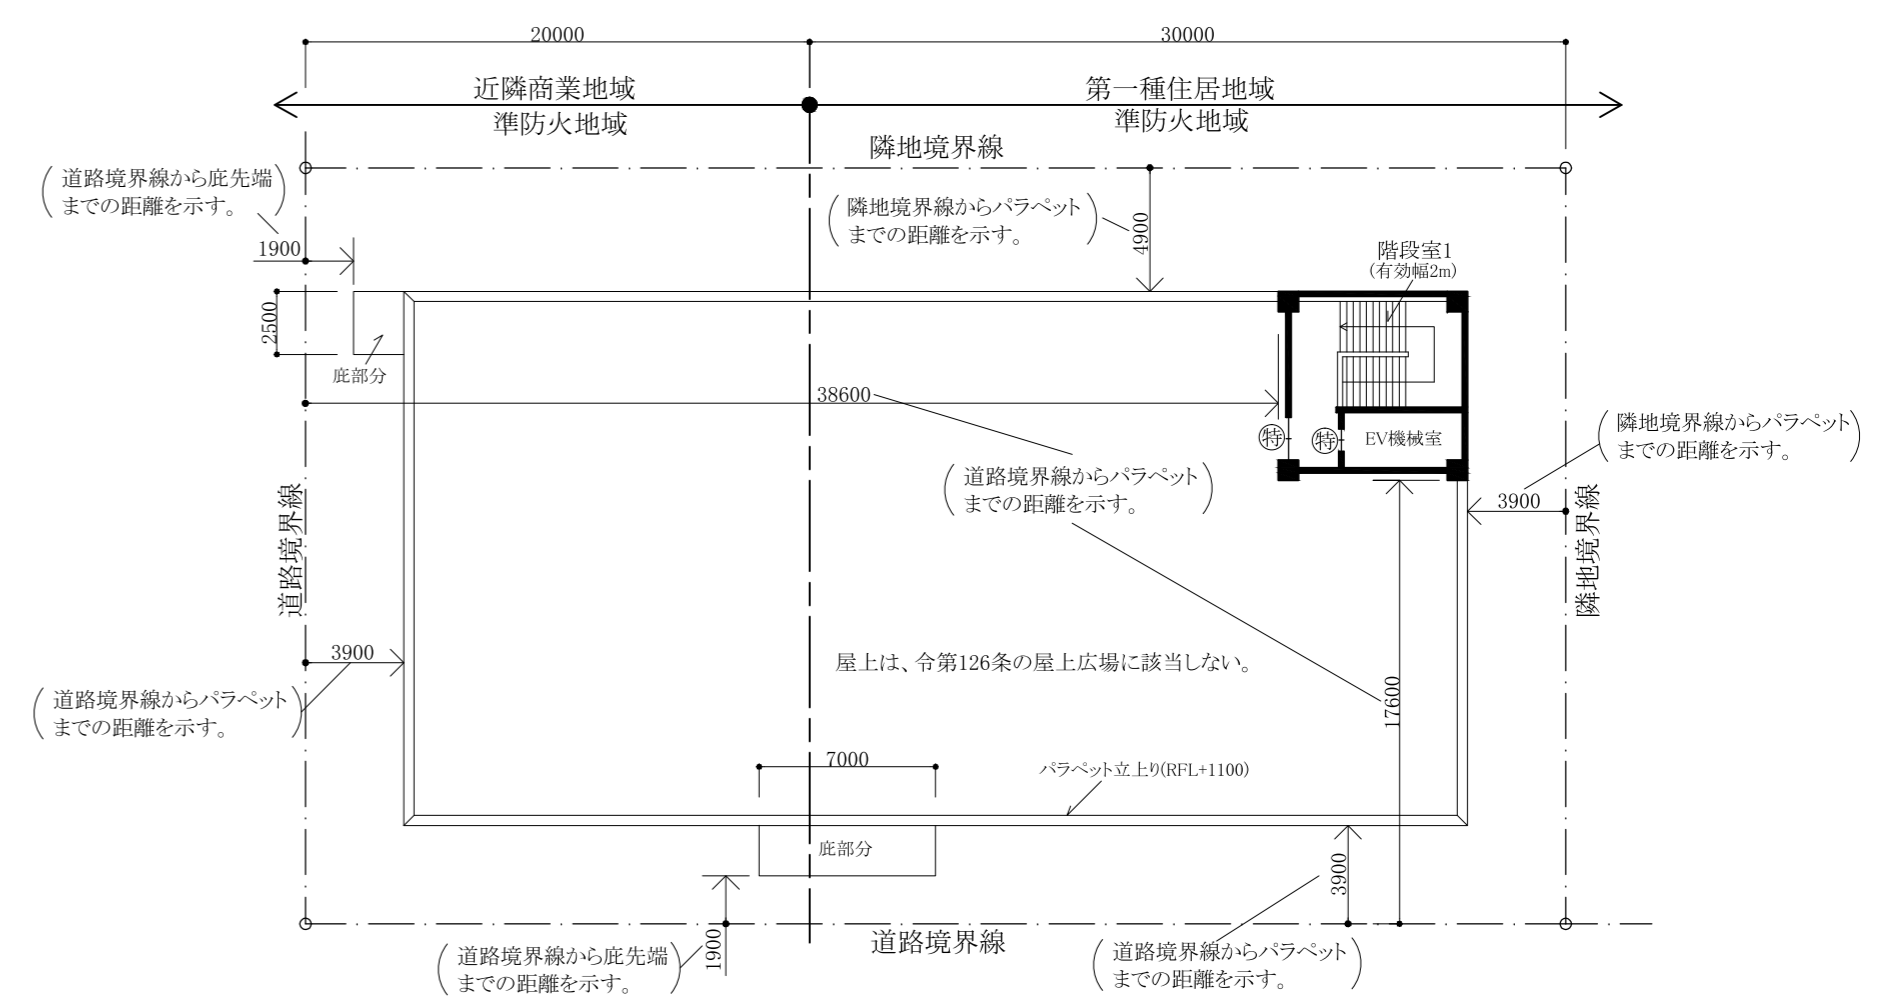 20000
30000
近隣商業地域
準防火地域
第一種住居地域
準防火地域
隣地境界線
道路境界線から庇先端
までの距離を示す。
1900
2500
庇部分
隣地境界線からパラペット
までの距離を示す。
4900
階段室1
(有効幅2m)
38600
特
特
EV機械室
隣地境界線からパラペット
までの距離を示す。
3900
隣地境界線
道路境界線からパラペット
までの距離を示す。
道路境界線
3900
道路境界線からパラペット
までの距離を示す。
屋上は、令第126条の屋上広場に該当しない。
17600
7000
パラペット立上り(RFL+1100)
庇部分
3900
1900
道路境界線
道路境界線から庇先端
までの距離を示す。
道路境界線からパラペット
までの距離を示す。